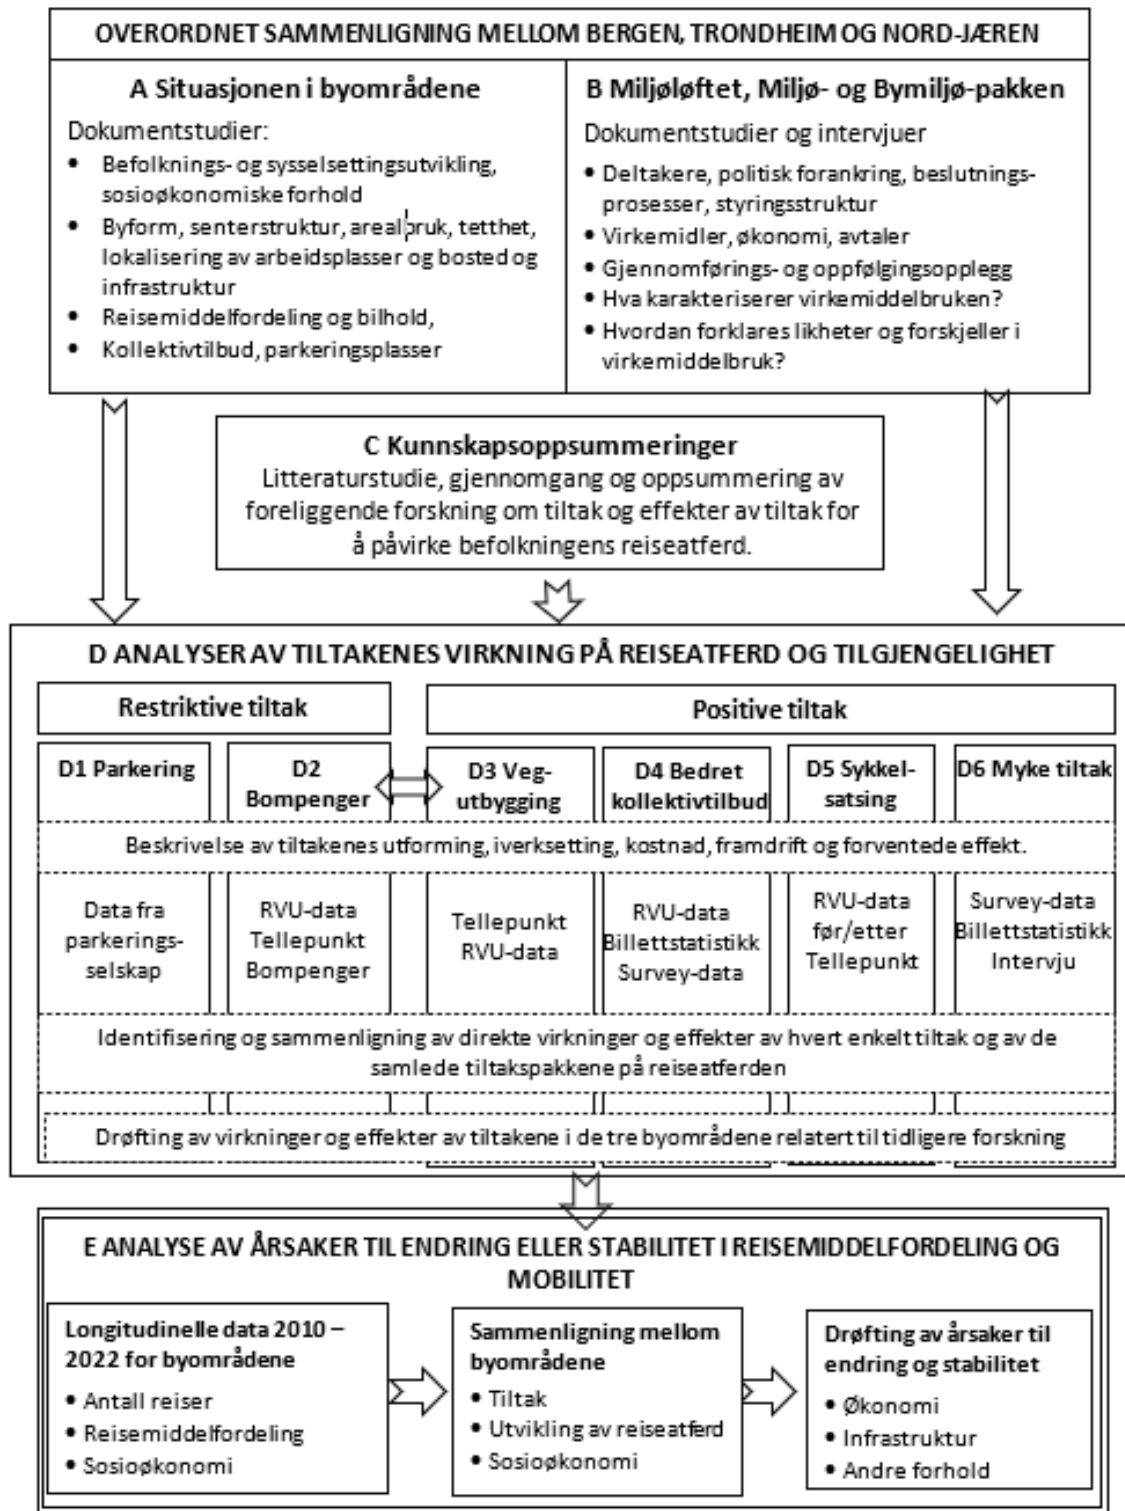 OVERORDNET SAMMENLIGNING MELLOM BERGEN, TRONDHEIM OG NORD-JÆREN
A Situasjonen i byområdene
Dokumentstudier:
• Befolknings- og sysselsettingsutvikling,
sosioøkonomiske forhold
• Byform, senterstruktur, arealbruk, tetthet,
lokalisering av arbeidsplasser og bosted og
infrastruktur
• Reisemiddelfordeling og bilhold,
• Kollektivtilbud, parkeringsplasser
B Miljøløftet, Miljø- og Bymiljø-pakken
Dokumentstudier og intervjuer
• Deltakere, politisk forankring, beslutnings-
prosesser, styringsstruktur
• Virkemidler, økonomi, avtaler
• Gjennomførings- og oppfølgingsopplegg
• Hva karakteriserer virkemiddelbruken?
• Hvordan forklares likheter og forskjeller i
virkemiddelbruk?
C Kunnskapsoppsummeringer
Litteraturstudie, gjennomgang og oppsummering av
foreliggende forskning om tiltak og effekter av tiltak for
å påvirke befolkningens reiseatferd.
D ANALYSER AV TILTAKENES VIRKNING PÅ REISEATFERD OG TILGJENGELIGHET
Restriktive tiltak
Positive tiltak
D1 Parkering
D2
Bompenger
D3 Veg-
utbygging
D4 Bedret
kollektivtilbud
D5 Sykkel-
satsing
D6 Myke tiltak
Beskrivelse av tiltakenes utforming, iverksetting, kostnad, framdrift og forventede effekt.
Data fra
parkerings-
selskap
RVU-data
Tellepunkt
Bompenger
Tellepunkt
RVU-data
RVU-data
Billettstatistikk
Survey-data
RVU-data
før/etter
Tellepunkt
Survey-data
Billettstatistikk
Intervju
Identifisering og sammenligning av direkte virkninger og effekter av hvert enkelt tiltak og av de
samlede tiltakspakkene på reiseatferden
Drøfting av virkninger og effekter av tiltakene i de tre byområdene relatert til tidligere forskning
E ANALYSE AV ÅRSAKER TIL ENDRING ELLER STABILITET I REISEMIDDELFORDELING OG
MOBILITET
Longitudinelle data 2010 –
2022 for byområdene
• Antall reiser
• Reisemiddelfordeling
• Sosioøkonomi
Sammenligning mellom
byområdene
• Tiltak
• Utvikling av reiseatferd
• Sosioøkonomi
Drøfting av årsaker til
endring og stabilitet
• Økonomi
• Infrastruktur
• Andre forhold